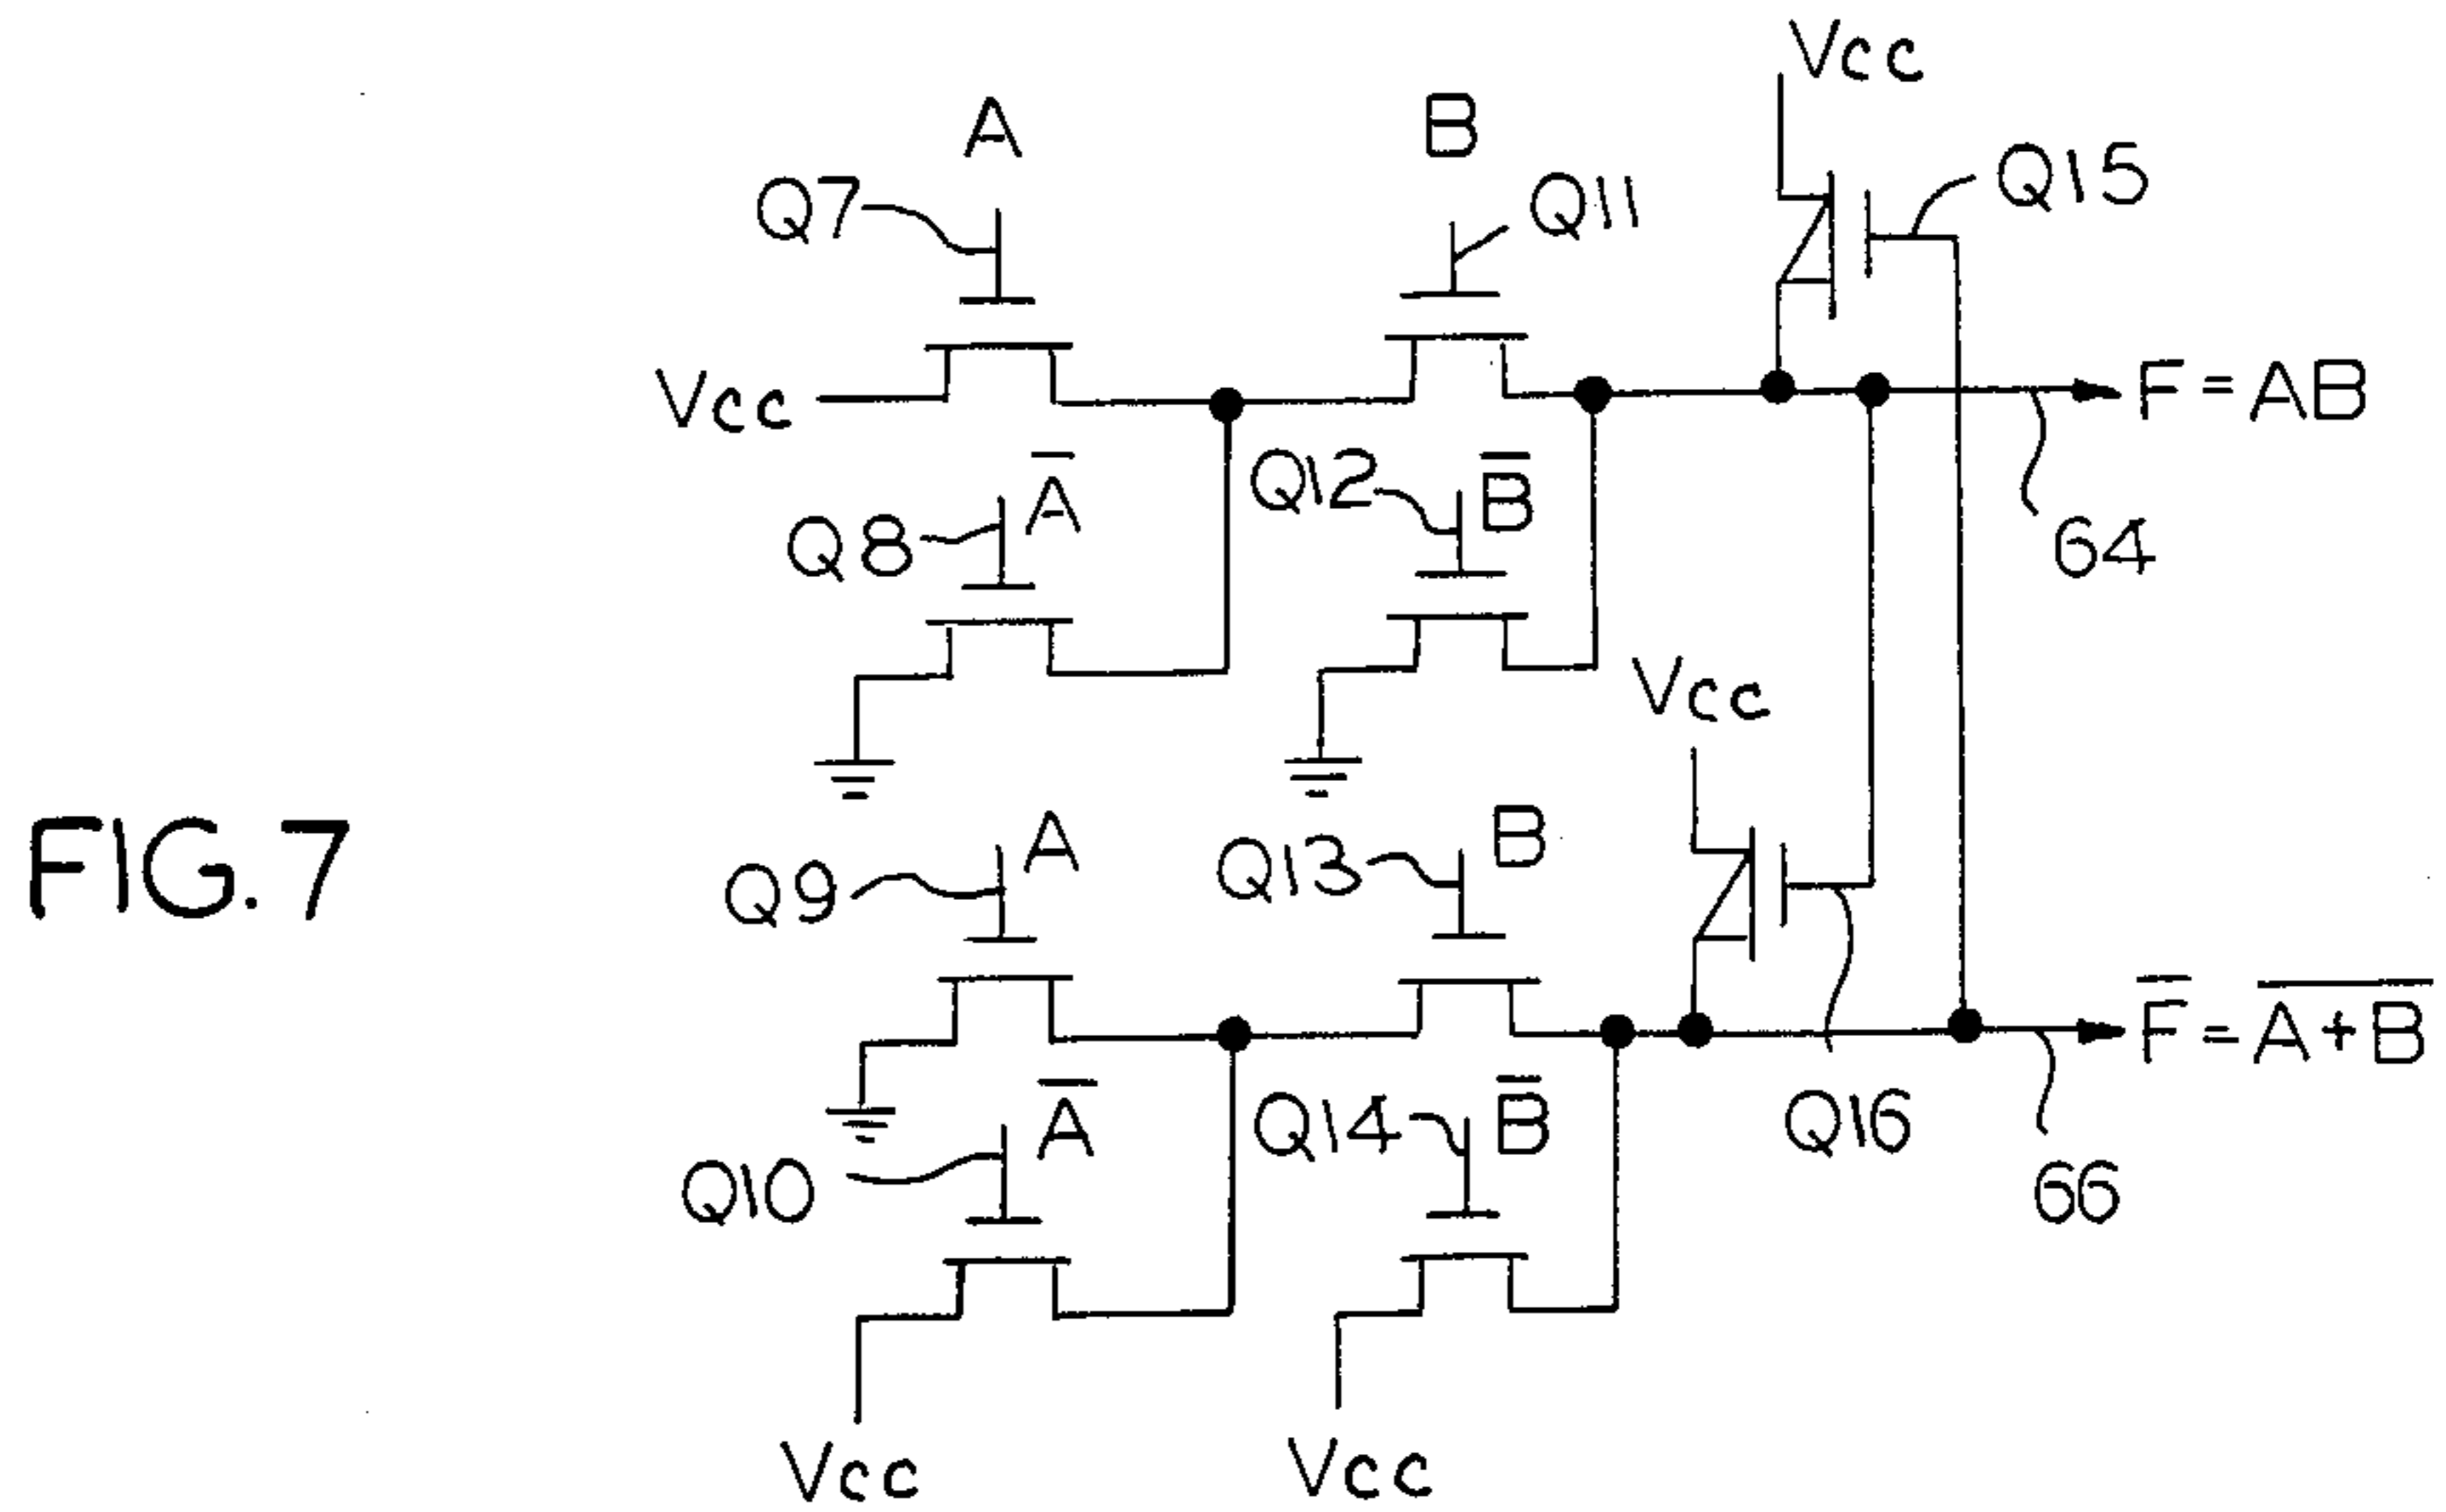 Vcc
A
B
Q7
Q11
Q15
Vcc
F = AB
A̅
B̅
Q8
Q12
64
Vcc
FIG. 7
A
B
Q9
Q13
F̅ = A̅+̅B̅
A̅
B̅
Q10
Q14
Q16
66
Vcc
Vcc